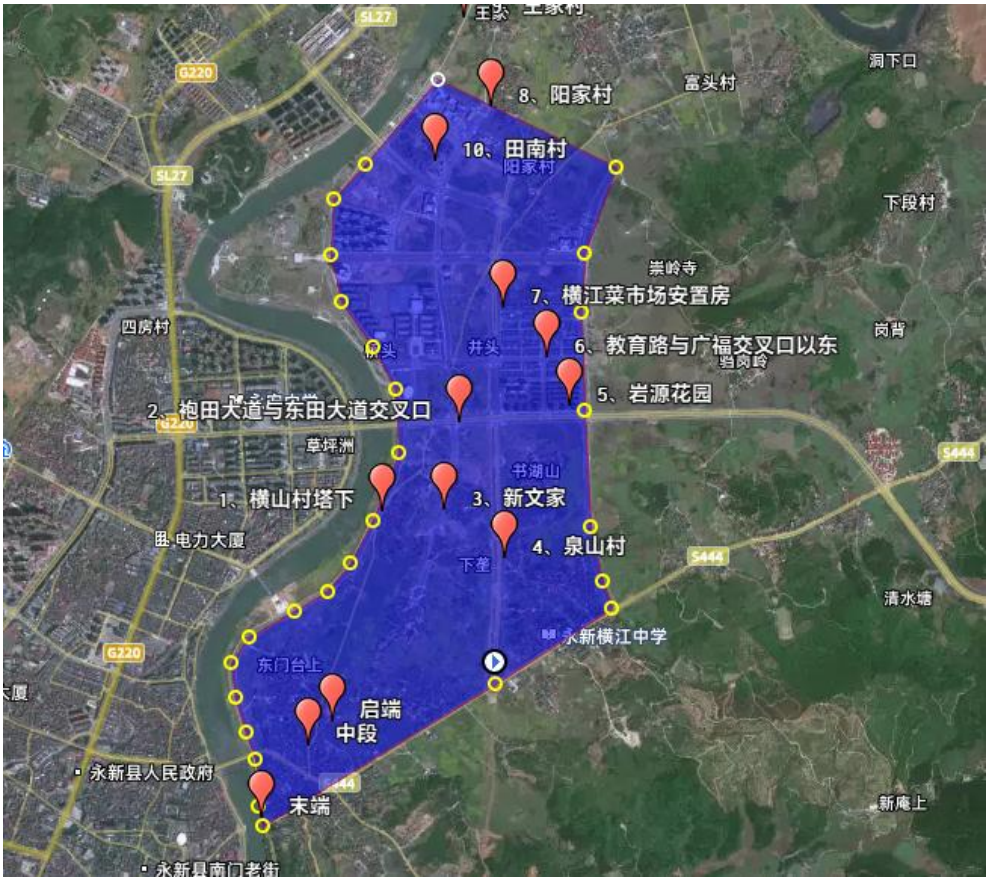 9、王家村
王家
SL27
洞下口
G220
富头村
8、阳家村
10、田南村
阳家村
SL27
下段村
崇岭寺
7、横江菜市场安置房
四房村
岗背
井头
6、教育路与广福交叉口以东
5、岩源花园
2、袍田大道与东田大道交叉口
G220
草坪洲
S444
书湖山
1、横山村塔下
3、新文家
电力大厦
4、泉山村
S444
下垄
清水塘
永新横江中学
G220
东门台上
大厦
启端
中段
永新县人民政府
末端
新庵上
永新县南门老街